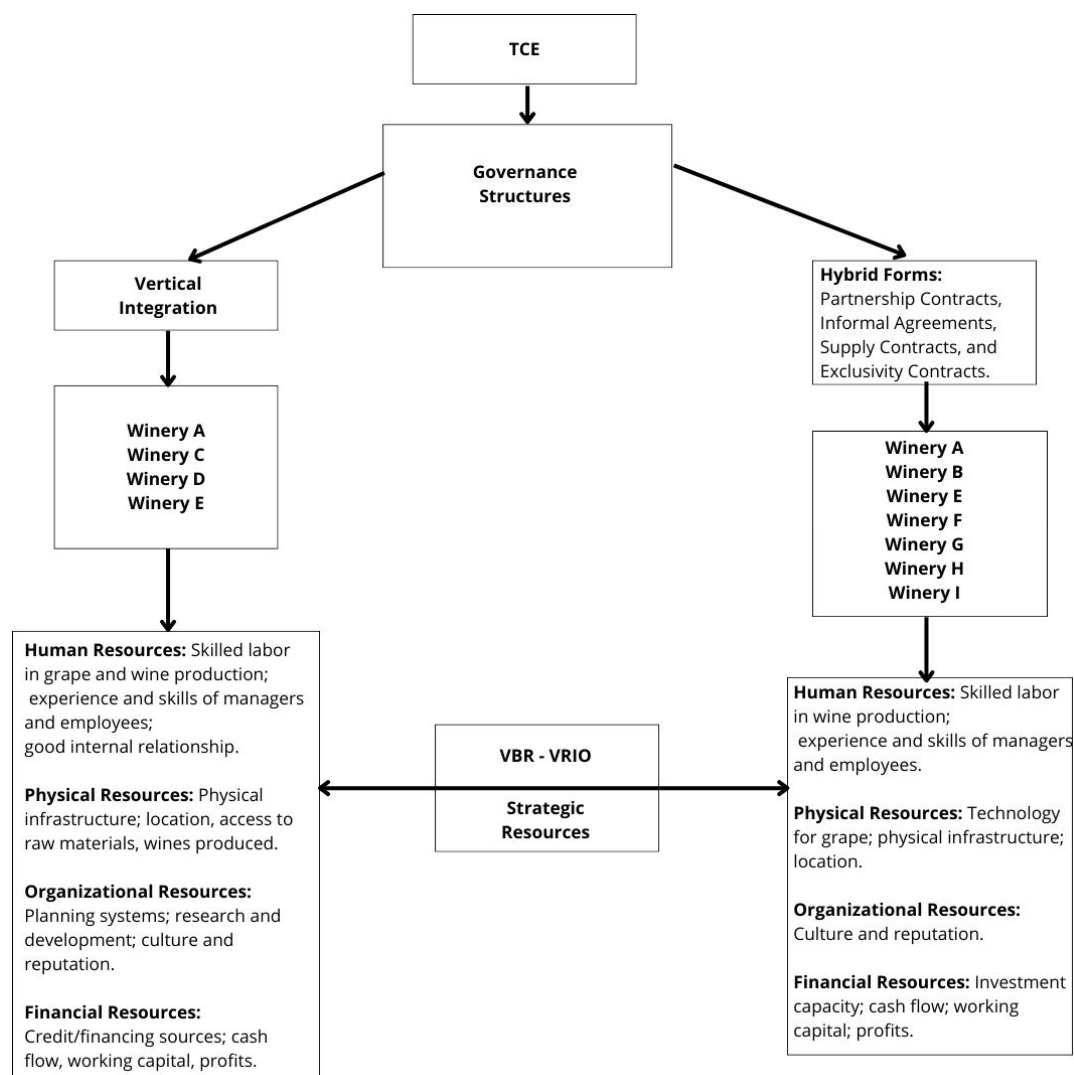 TCE
Governance
Structures
Vertical
Integration
Hybrid Forms:
Partnership Contracts,
Informal Agreements,
Supply Contracts, and
Exclusivity Contracts.
Winery A
Winery C
Winery D
Winery E
Winery A
Winery B
Winery E
Winery F
Winery G
Winery H
Winery I
Human Resources: Skilled labor
in grape and wine production;
experience and skills of managers
and employees;
good internal relationship.
Physical Resources: Physical
infrastructure; location, access to
raw materials, wines produced.
Organizational Resources:
Planning systems; research and
development; culture and
reputation.
Financial Resources:
Credit/financing sources; cash
flow, working capital, profits.
VBR - VRIO
Strategic
Resources
Human Resources: Skilled labor
in wine production;
experience and skills of managers
and employees.
Physical Resources: Technology
for grape; physical infrastructure;
location.
Organizational Resources:
Culture and reputation.
Financial Resources: Investment
capacity; cash flow; working
capital; profits.